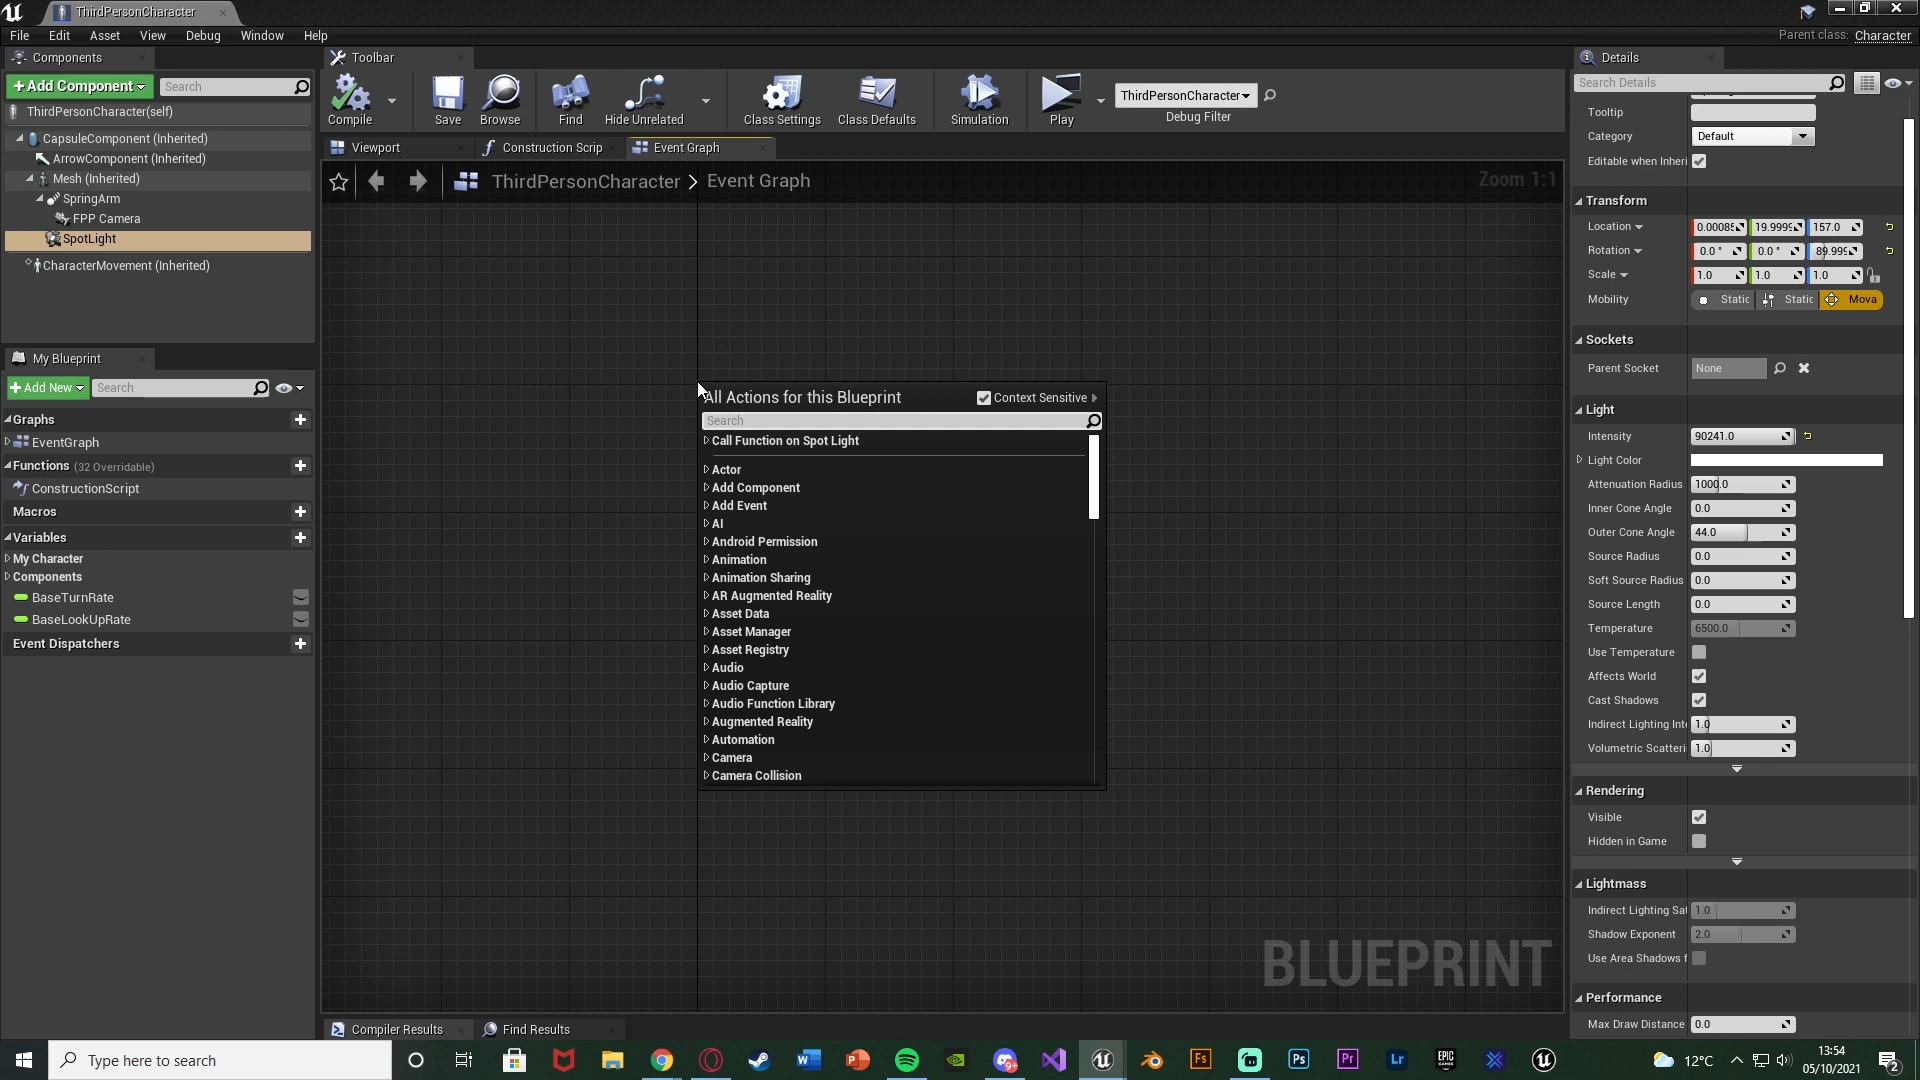 ThirdPersonCharacter
File Edit Asset View Debug Window Help
Parent class: Character
Components
+Add Component
Search
ThirdPersonCharacter(self)
CapsuleComponent (Inherited)
ArrowComponent (Inherited)
Mesh (Inherited)
SpringArm
FPP Camera
SpotLight
CharacterMovement (Inherited)
My Blueprint
+Add New
Search
Graphs
EventGraph
Functions (32 Overridable)
ConstructionScript
Macros
Variables
My Character
Components
BaseTurnRate
BaseLookUpRate
Event Dispatchers
Toolbar
Compile
Save
Browse
Find
Hide Unrelated
Class Settings
Class Defaults
Simulation
Play
ThirdPersonCharacter
Debug Filter
Viewport
Construction Scrip
Event Graph
ThirdPersonCharacter > Event Graph
Zoom 1:1
All Actions for this Blueprint
Context Sensitive
Search
Call Function on Spot Light
Actor
Add Component
Add Event
AI
Android Permission
Animation
Animation Sharing
AR Augmented Reality
Asset Data
Asset Manager
Asset Registry
Audio
Audio Capture
Audio Function Library
Augmented Reality
Automation
Camera
Camera Collision
BLUEPRINT
Compiler Results
Find Results
Details
Search Details
Tooltip
Category Default
Editable when Inheri
Transform
Location 0.0008 19.999 157.0
Rotation 0.0 ° 0.0 ° 89.999
Scale 1.0 1.0 1.0
Mobility Static Static Mova
Sockets
Parent Socket None
Light
Intensity 90241.0
Light Color
Attenuation Radius 1000.0
Inner Cone Angle 0.0
Outer Cone Angle 44.0
Source Radius 0.0
Soft Source Radius 0.0
Source Length 0.0
Temperature 6500.0
Use Temperature
Affects World
Cast Shadows
Indirect Lighting Int 1.0
Volumetric Scatteri 1.0
Rendering
Visible
Hidden in Game
Lightmass
Indirect Lighting Sat 1.0
Shadow Exponent 2.0
Use Area Shadows f
Performance
Max Draw Distance 0.0
Type here to search
9+
Fs
Ps
Pr
Lr
EPIC GAMES
12°C
13:54
05/10/2021
2